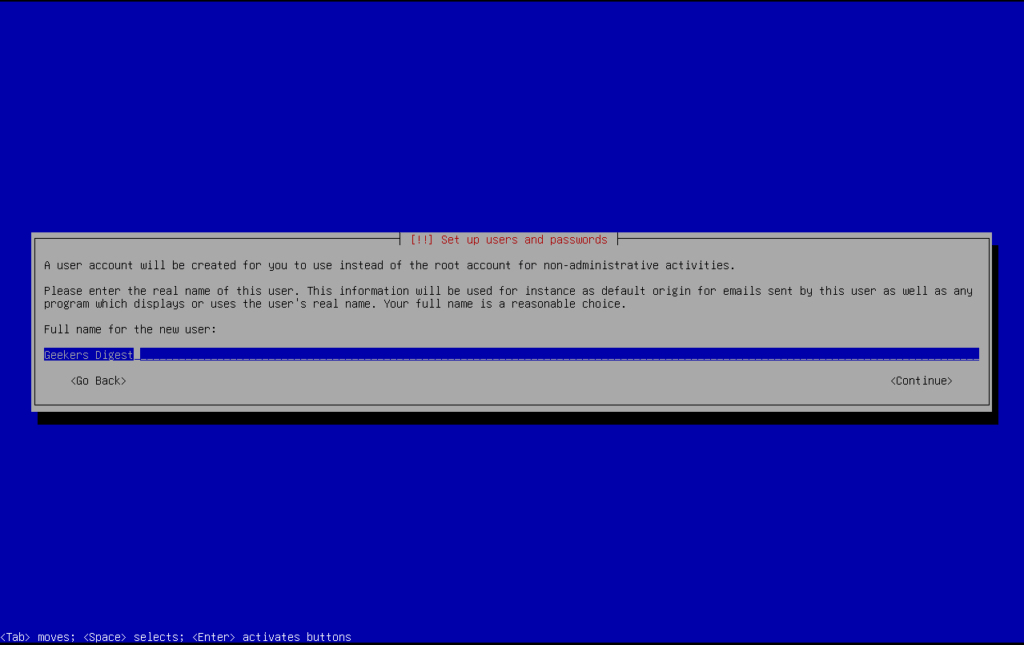 [!!] Set up users and passwords
A user account will be created for you to use instead of the root account for non-administrative activities.
Please enter the real name of this user. This information will be used for instance as default origin for emails sent by this user as well as any
program which displays or uses the user's real name. Your full name is a reasonable choice.
Full name for the new user:
Geekers Digest
<Go Back> <Continue>
<Tab> moves; <Space> selects; <Enter> activates buttons